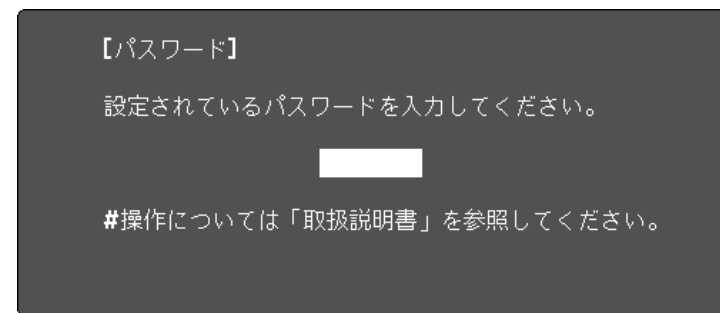 [パスワード]
設定されているパスワードを入力してください。
#操作については「取扱説明書」を参照してください。